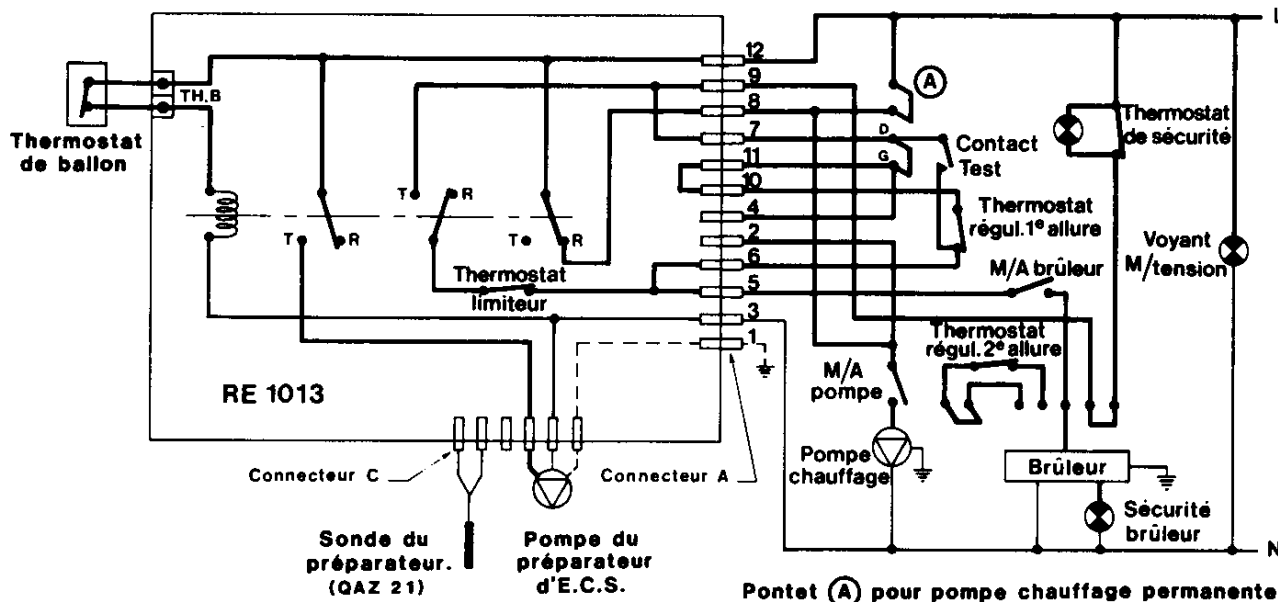 L
12
TH.B
9
A
8
Thermostat
de ballon
7
D
Contact
Test
Thermostat
de sécurité
11
G
10
T
R
4
Thermostat
régul.1e allure
2
T
R
T
R
6
Voyant
M/tension
Thermostat
limiteur
5
M/A brûleur
3
1
Thermostat
régul.2e allure
RE 1013
M/A
pompe
Connecteur C
Connecteur A
Pompe
chauffage
Brûleur
Sonde du
préparateur.
(QAZ 21)
Pompe du
préparateur
d'E.C.S.
Sécurité
brûleur
N
Pontet A pour pompe chauffage permanente